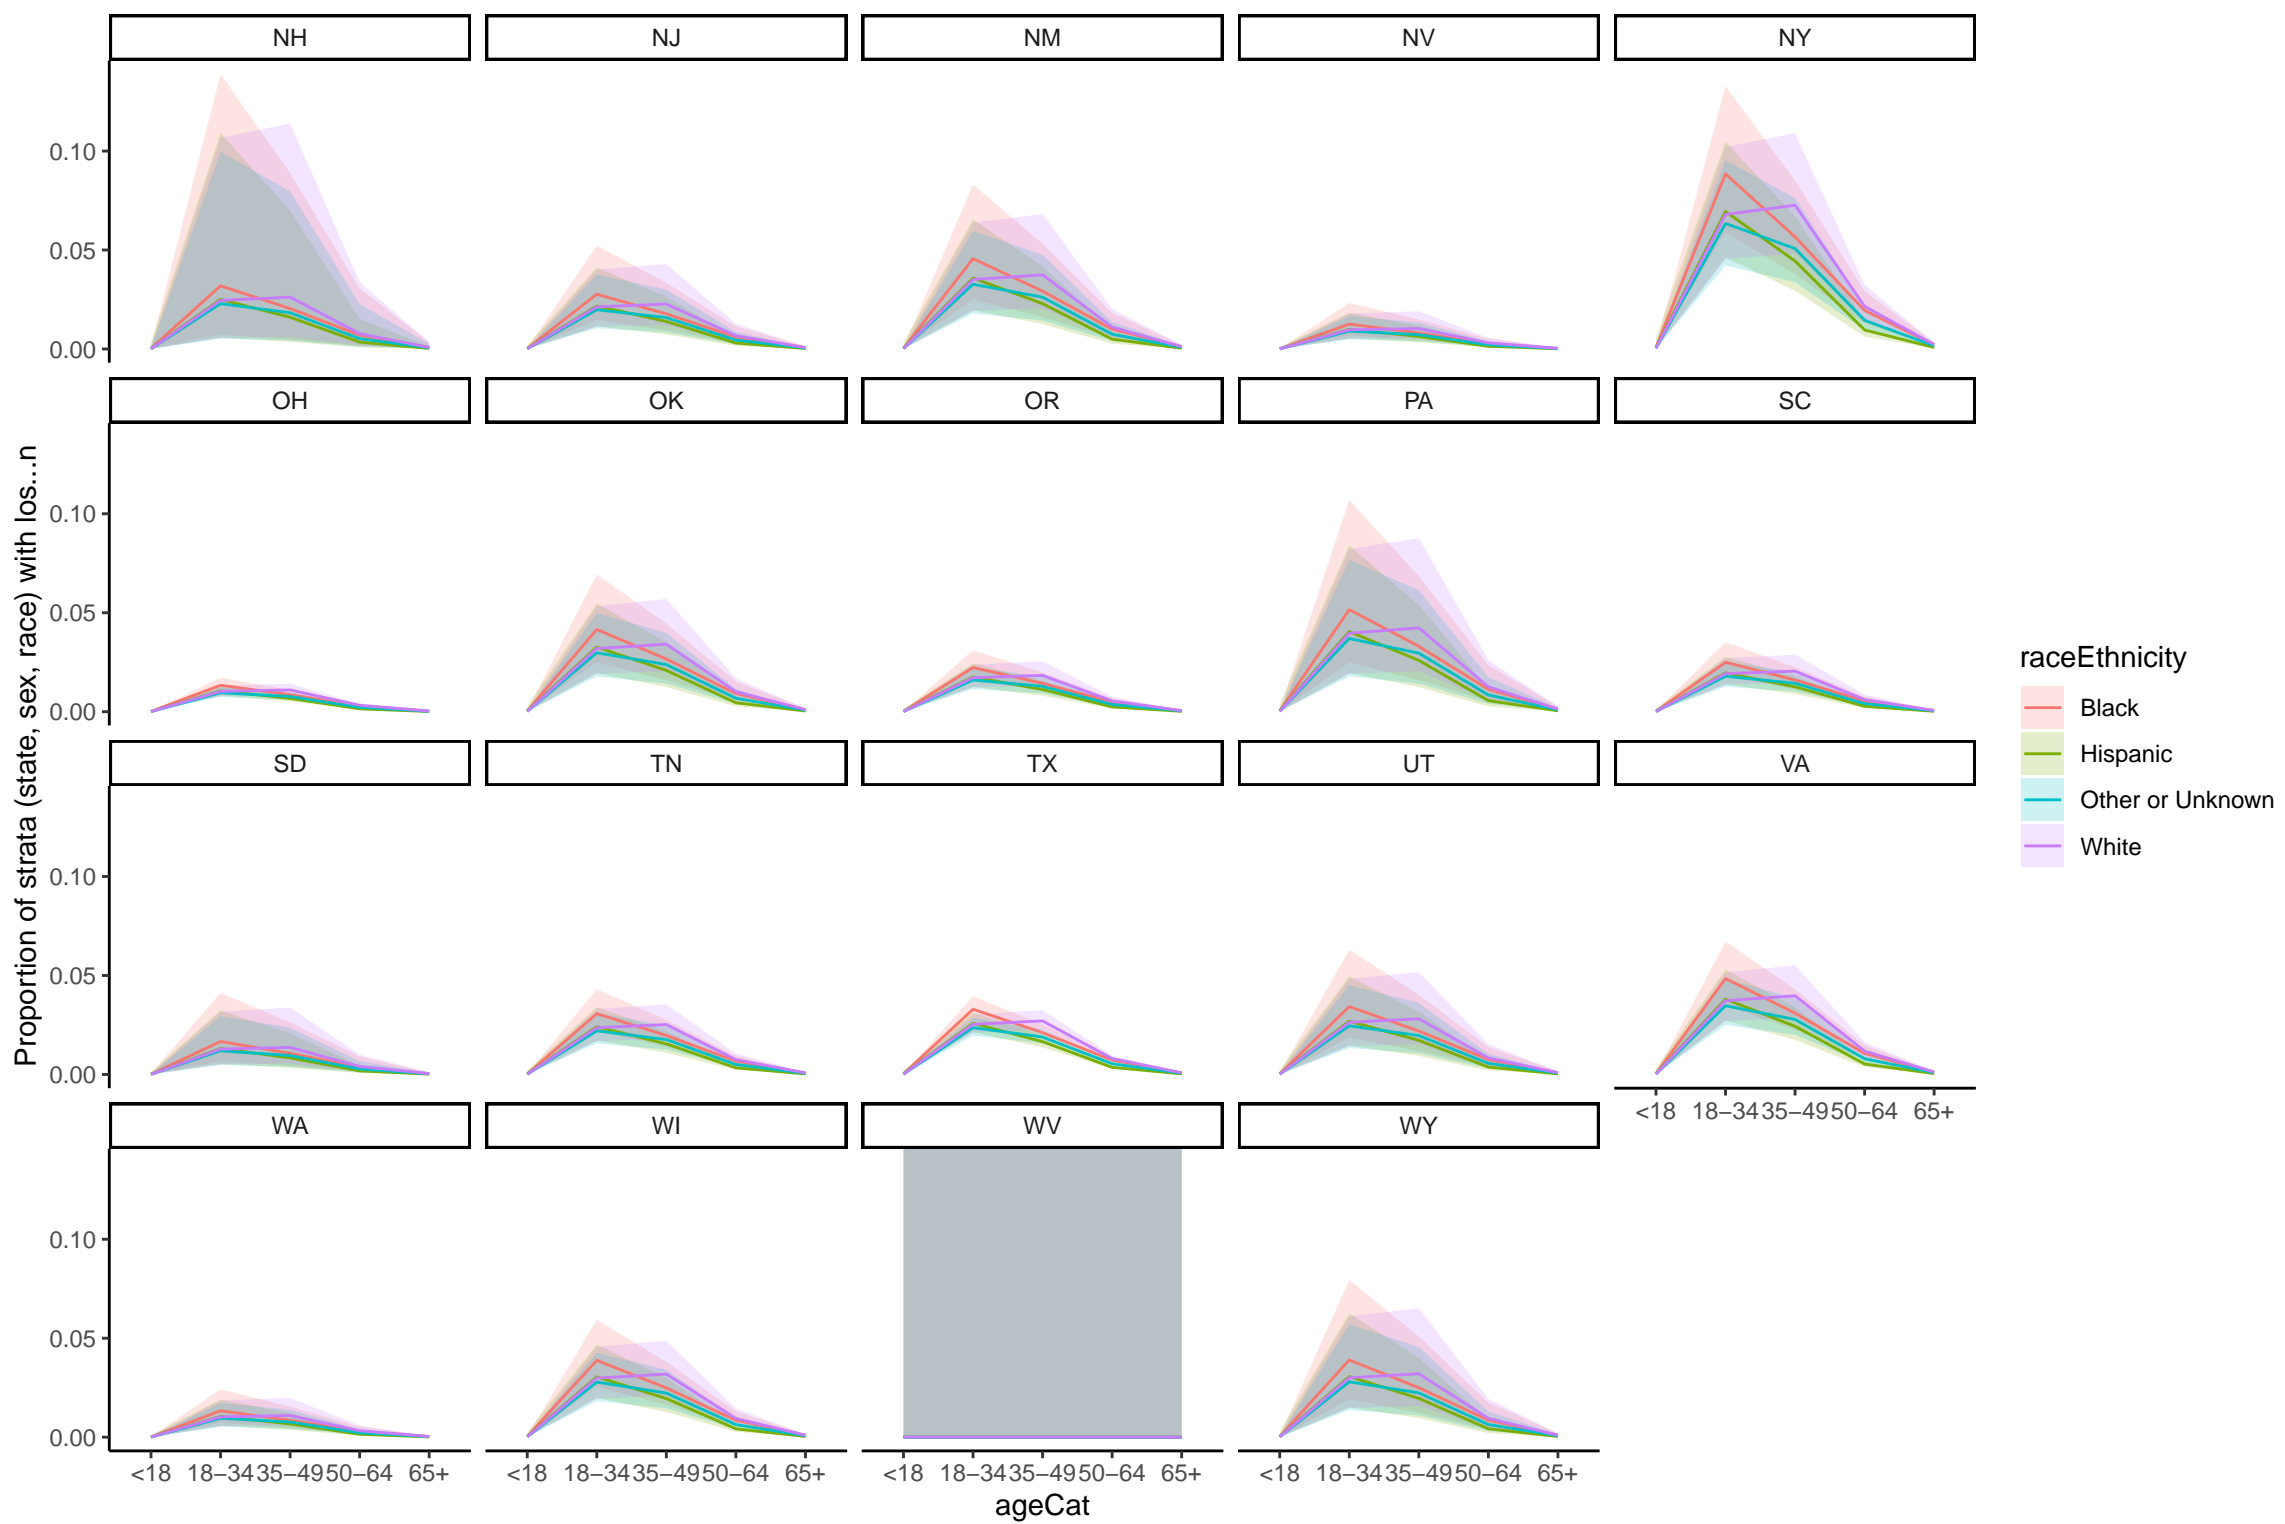 NH NJ NM NV NY
0.10
0.05
0.00
OH OK OR PA SC
0.10
0.05
0.00
SD TN TX UT VA
0.10
0.05
0.00
<18 18–34 35–49 50–64 65+
WA WI WV WY
0.10
0.05
0.00
<18 18–34 35–49 50–64 65+ <18 18–34 35–49 50–64 65+ <18 18–34 35–49 50–64 65+ <18 18–34 35–49 50–64 65+
ageCat
Proportion of strata (state, sex, race) with los...n
raceEthnicity
Black
Hispanic
Other or Unknown
White